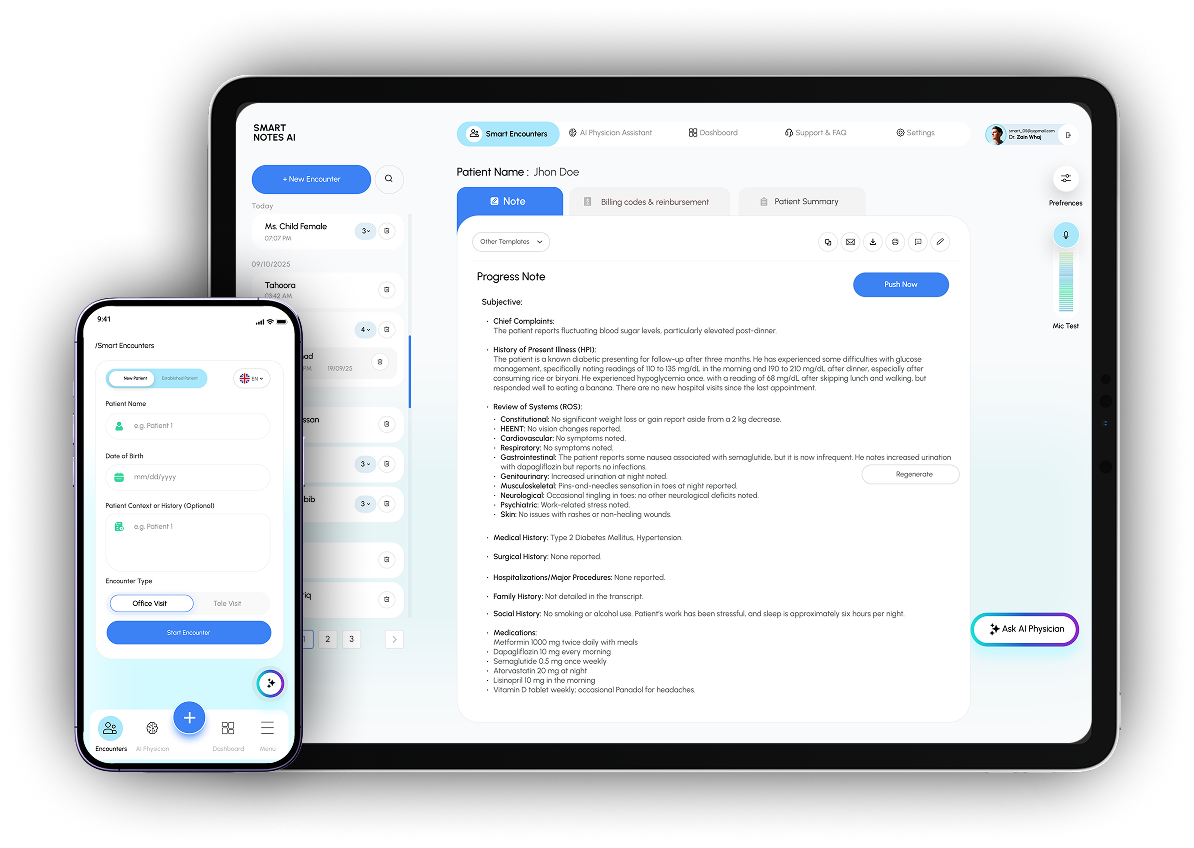 SMART
NOTES AI
Smart Encounters
AI Physician Assistant
Dashboard
Support & FAQ
Settings
smart_05@aspmail.com
Dr. Zain Whaj
+ New Encounter
Today
Ms. Child Female
07:07 PM
3
09/10/2025
Tahoora
03:42 AM
4
had
PM
19/09/25
sson
3
bib
3
iq
1
2
3
Patient Name : Jhon Doe
Note
Billing codes & reinbursement
Patient Summary
Other Templates
Progress Note
Push Now
Subjective:
• Chief Complaints:
The patient reports fluctuating blood sugar levels, particularly elevated post-dinner.
• History of Present Illness (HPI):
The patient is a known diabetic presenting for follow-up after three months. He has experienced some difficulties with glucose
management, specifically noting readings of 110 to 135 mg/dL in the morning and 190 to 210 mg/dL after dinner, especially after
consuming rice or biryani. He experienced hypoglycemia once, with a reading of 68 mg/dL after skipping lunch and walking, but
responded well to eating a banana. There are no new hospital visits since the last appointment.
• Review of Systems (ROS):
• Constitutional: No significant weight loss or gain report aside from a 2 kg decrease.
• HEENT: No vision changes reported.
• Cardiovascular: No symptoms noted.
• Respiratory: No symptoms noted.
• Gastrointestinal: The patient reports some nausea associated with semaglutide, but it is now infrequent. He notes increased urination
with dapagliflozin but reports no infections.
• Genitourinary: Increased urination at night noted.
• Musculoskeletal: Pins-and-needles sensation in toes at night reported.
• Neurological: Occasional tingling in toes; no other neurological deficits noted.
• Psychiatric: Work-related stress noted.
• Skin: No issues with rashes or non-healing wounds.
Regenerate
• Medical History: Type 2 Diabetes Mellitus, Hypertension.
• Surgical History: None reported.
• Hospitalizations/Major Procedures: None reported.
• Family History: Not detailed in the transcript.
• Social History: No smoking or alcohol use. Patient's work has been stressful, and sleep is approximately six hours per night.
• Medications:
Metformin 1000 mg twice daily with meals
• Dapagliflozin 10 mg every morning
• Semaglutide 0.5 mg once weekly
• Atorvastatin 20 mg at night
• Lisinopril 10 mg in the morning
• Vitamin D tablet weekly; occasional Panadol for headaches.
Prefrences
Mic Test
Ask AI Physician
9:41
/Smart Encounters
New Patient
Established Patient
EN
Patient Name
e.g. Patient 1
Date of Birth
mm/dd/yyyy
Patient Context or History (Optional)
e.g. Patient 1
Encounter Type
Office Visit
Tele Visit
Start Encounter
Encounters
AI Physician
Dashboard
Menu